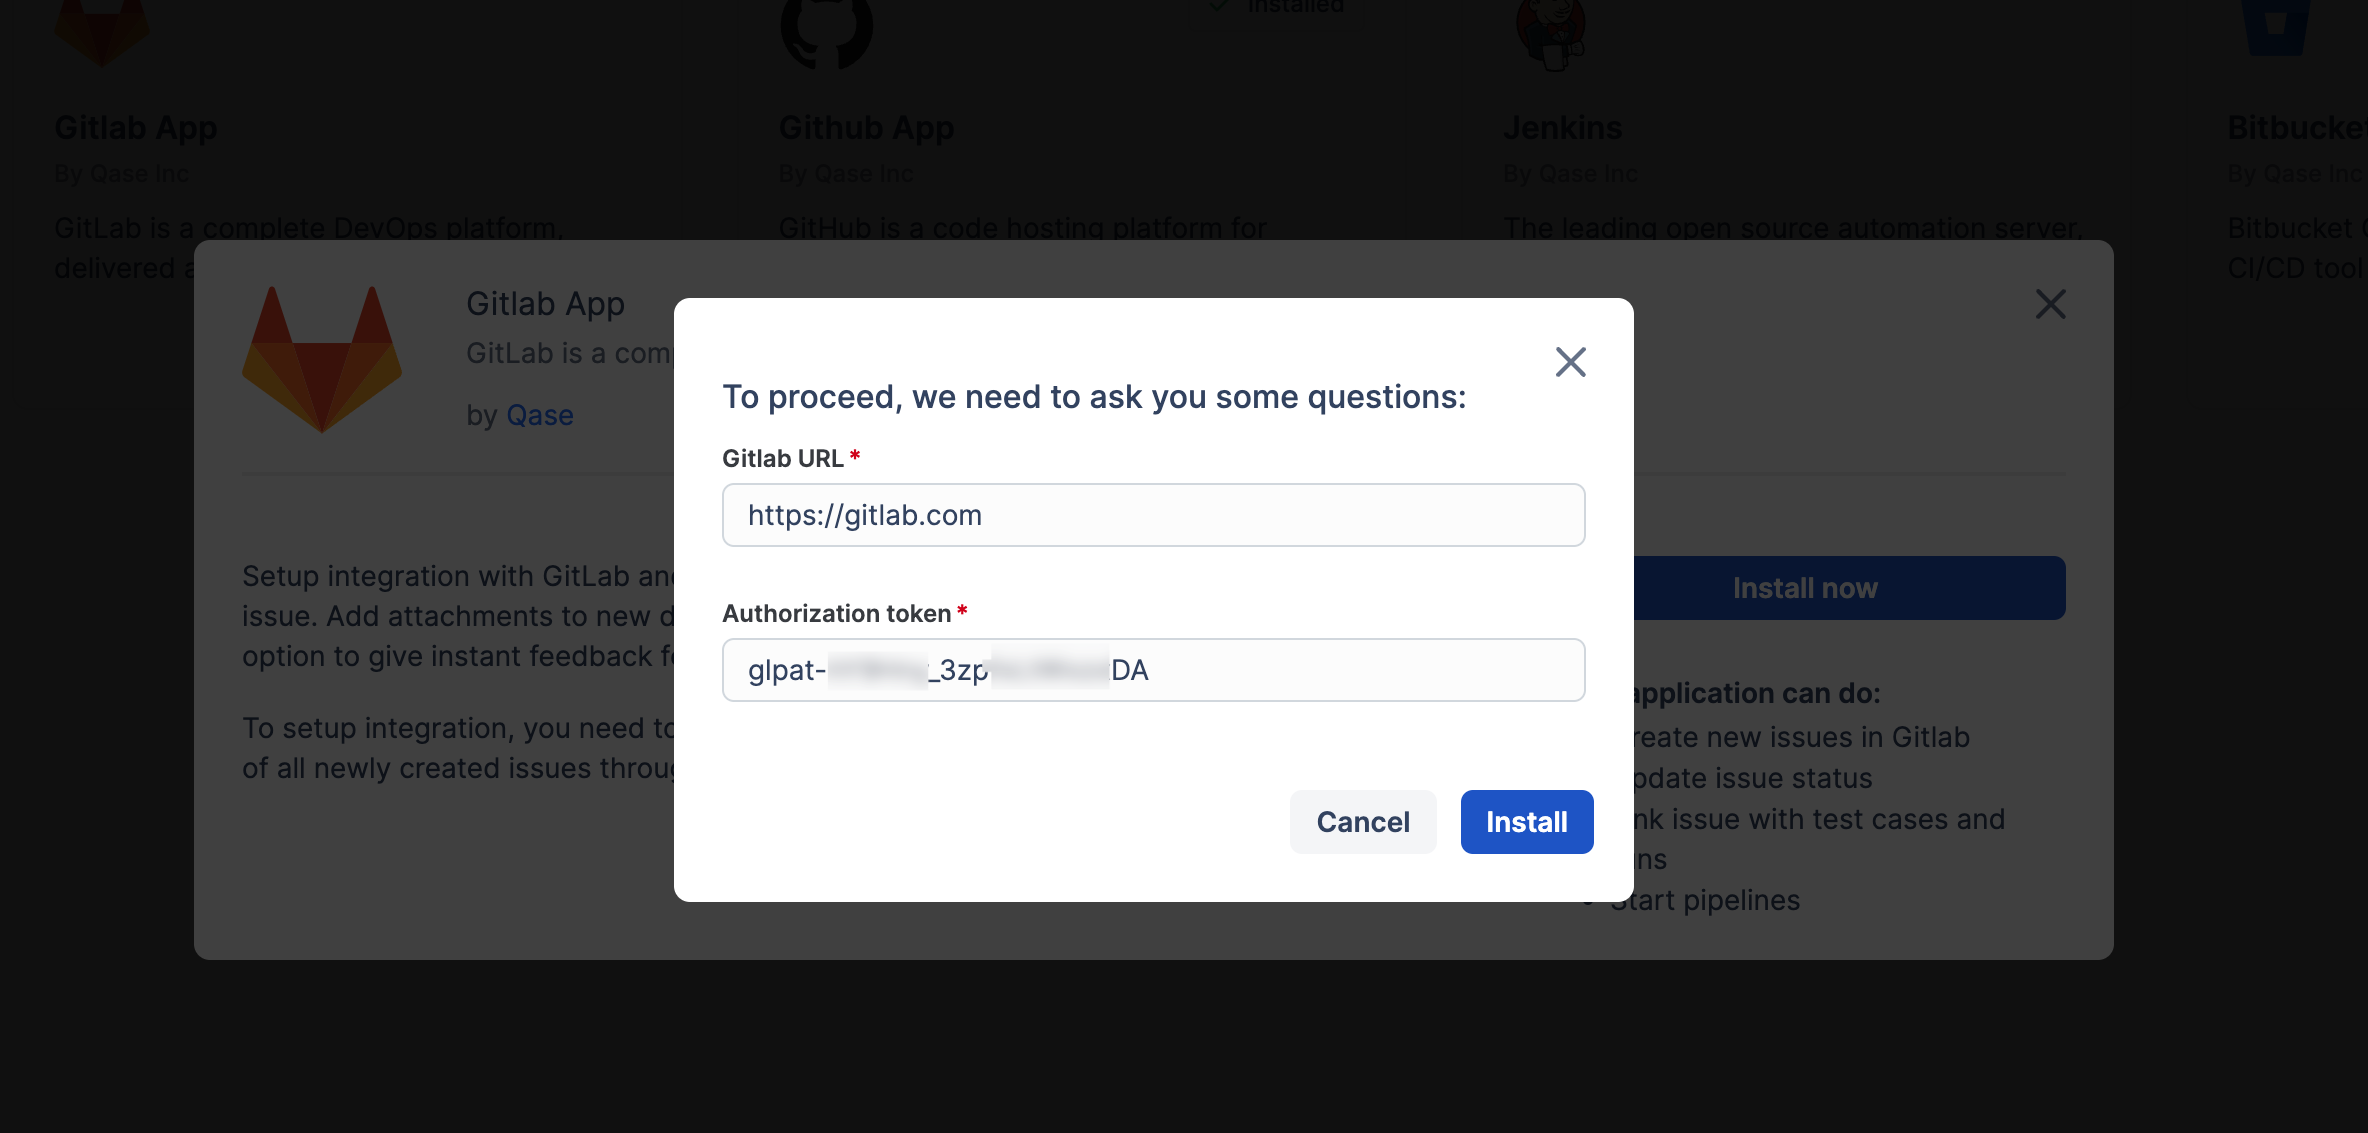 Installed
Gitlab App
By Qase Inc
GitLab is a complete DevOps platform,
delivered a
Github App
By Qase Inc
GitHub is a code hosting platform for
Jenkins
By Qase Inc
The leading open source automation server,
Bitbucket
By Qase Inc
Bitbucket
CI/CD tool
Gitlab App
GitLab is a com
by Qase
Setup integration with GitLab and
issue. Add attachments to new d
option to give instant feedback f
To setup integration, you need to
of all newly created issues throug
Install now
application can do:
reate new issues in Gitlab
pdate issue status
nk issue with test cases and
ns
Start pipelines
To proceed, we need to ask you some questions:
Gitlab URL *
https://gitlab.com
Authorization token *
glpat- _3zp DA
Cancel
Install